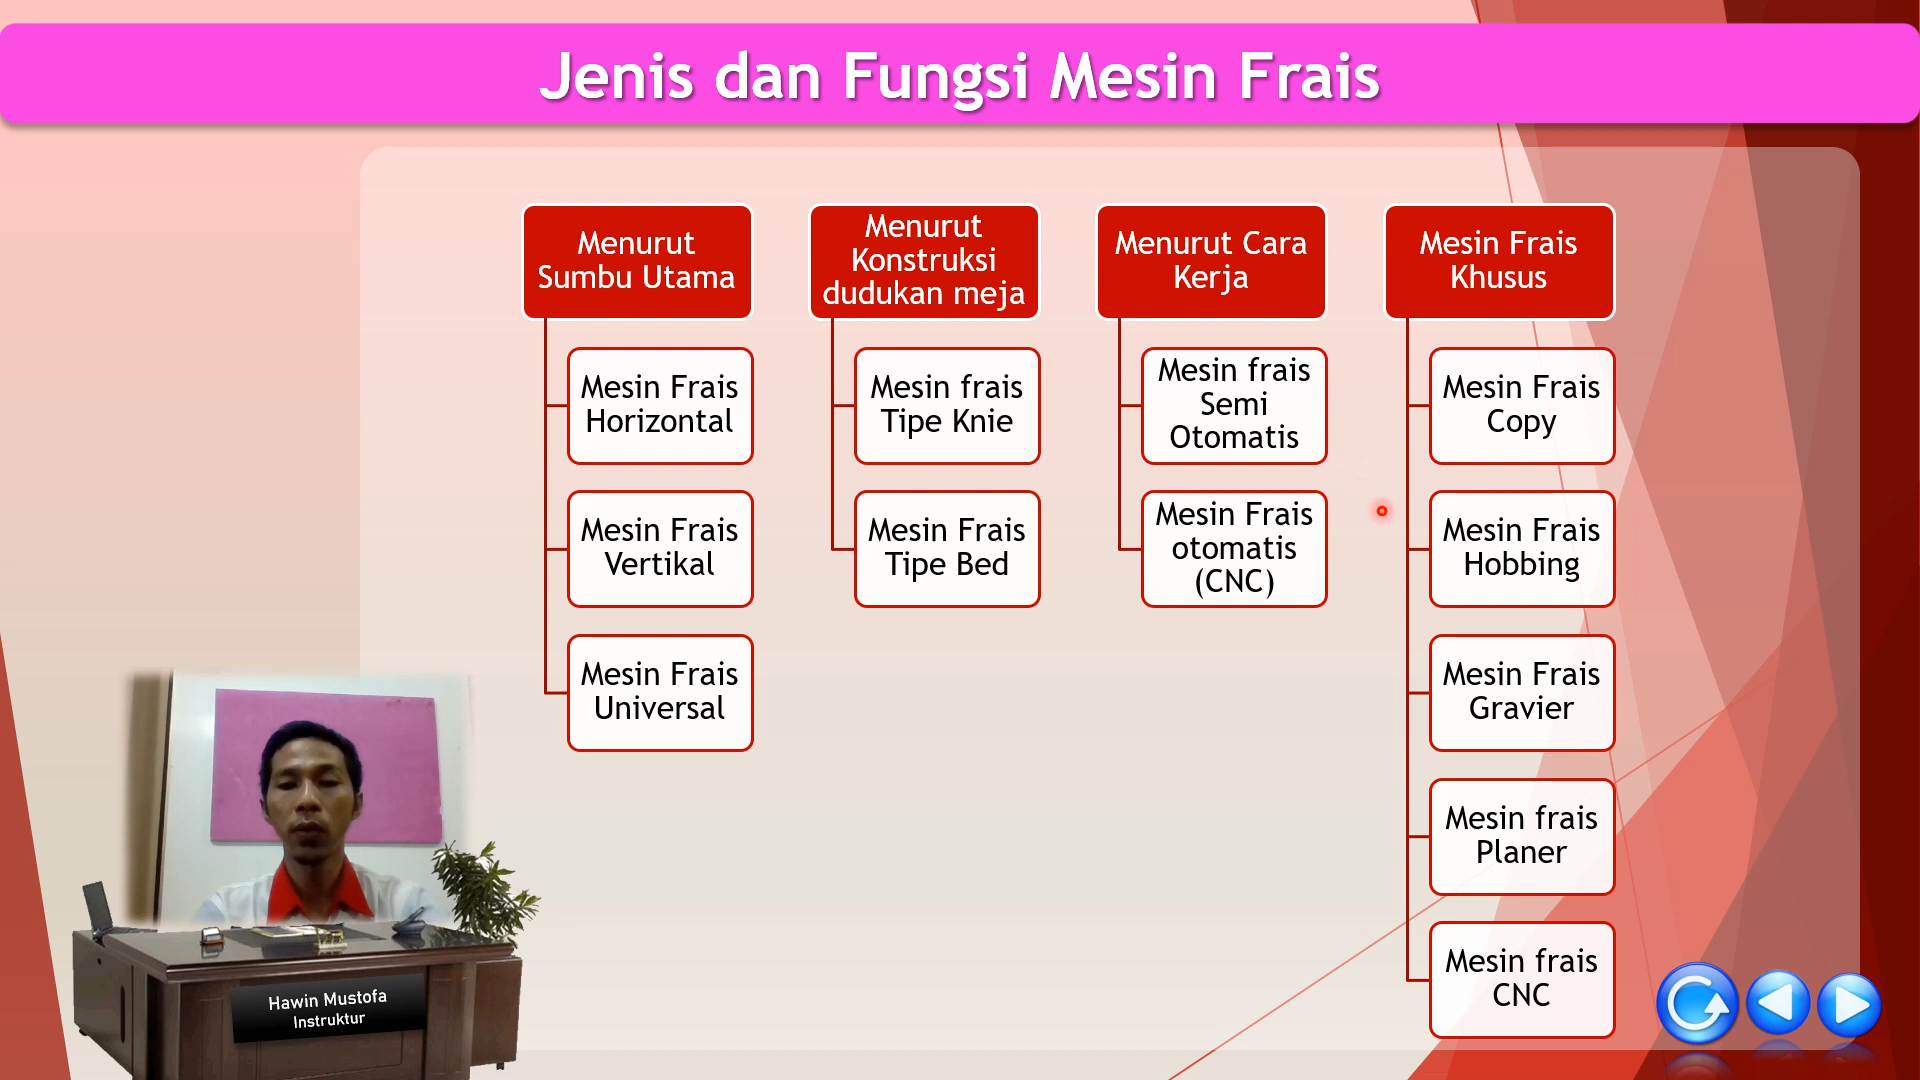 Jenis dan Fungsi Mesin Frais
Menurut
Sumbu Utama
Mesin Frais
Horizontal
Mesin Frais
Vertikal
Mesin Frais
Universal
Menurut
Konstruksi
dudukan meja
Mesin frais
Tipe Knie
Mesin Frais
Tipe Bed
Menurut Cara
Kerja
Mesin frais
Semi
Otomatis
Mesin Frais
otomatis
(CNC)
Mesin Frais
Khusus
Mesin Frais
Copy
Mesin Frais
Hobbing
Mesin Frais
Gravier
Mesin frais
Planer
Mesin frais
CNC
Hawin Mustofa
Instruktur